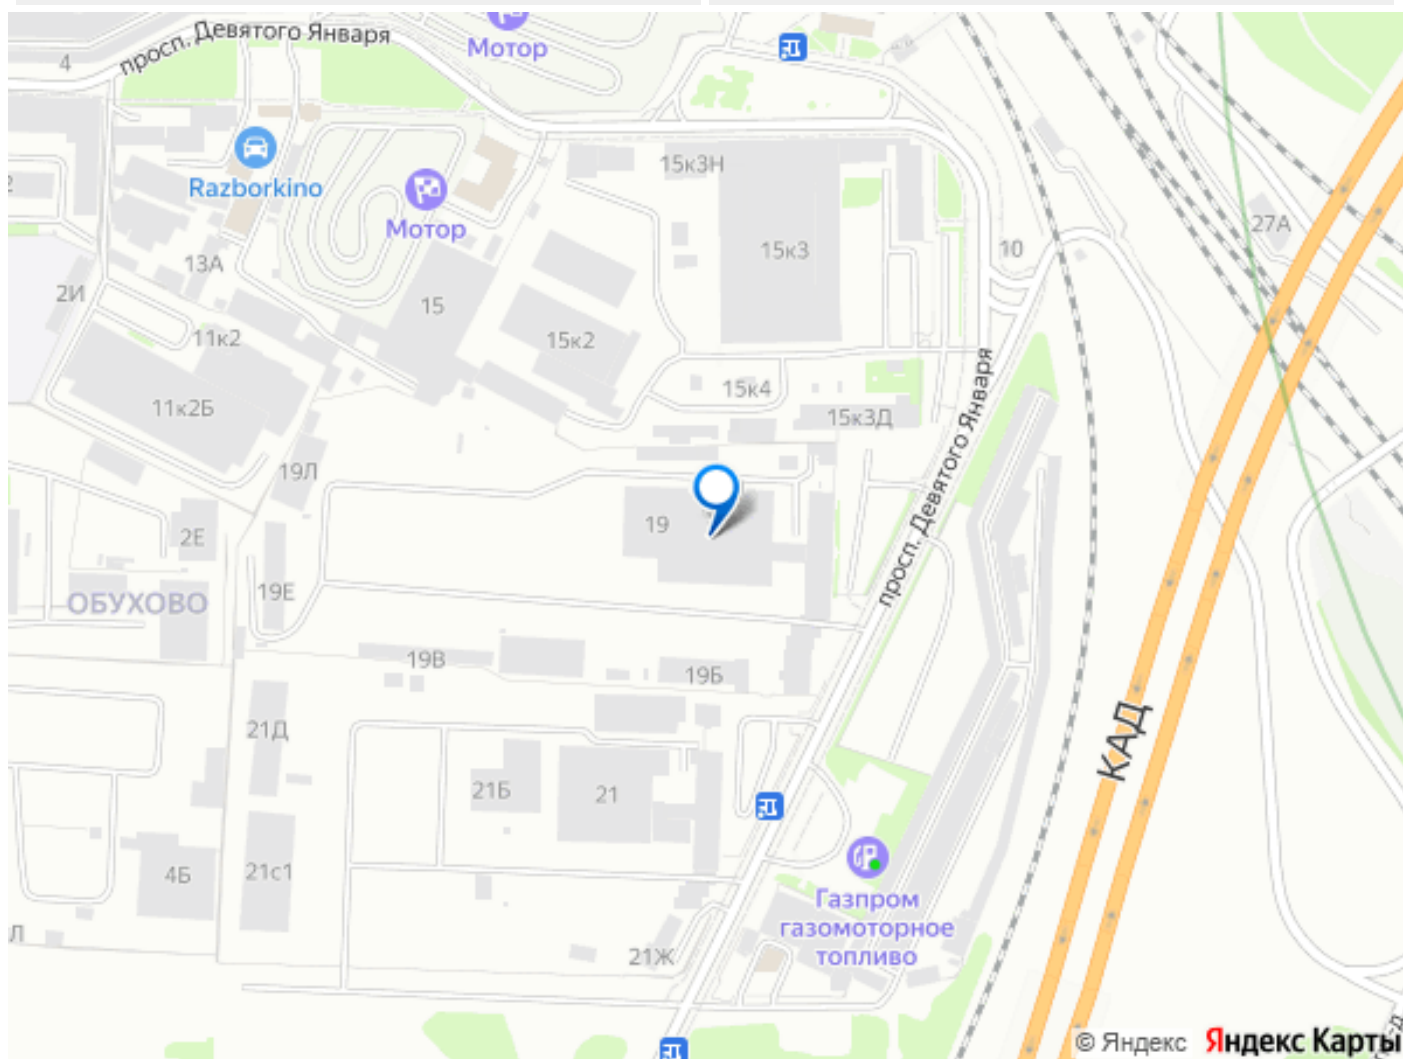 просп. Девятого Января
4
Мотор
Razborkino
Мотор
15к3Н
27А
10
15к3
13А
2И
15
11к2
15к2
просп. Девятого Января
15к4
11к2Б
15к3Д
19Л
19
2Е
19Е
ОБУХОВО
19В
19Б
21Д
КАД
21Б
21
4Б
21с1
Газпром
газомоторное
топливо
21Ж
© Яндекс Яндекс Карты